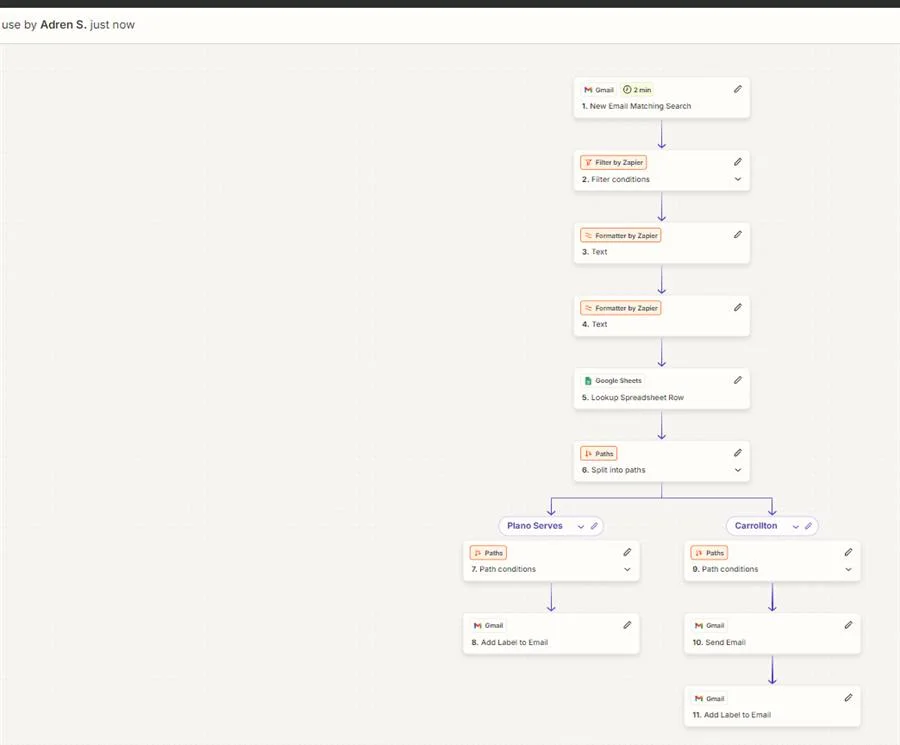 use by Adren S. just now
Gmail 2 min
1. New Email Matching Search
Filter by Zapier
2. Filter conditions
Formatter by Zapier
3. Text
Formatter by Zapier
4. Text
Google Sheets
5. Lookup Spreadsheet Row
Paths
6. Split into paths
Plano Serves
Paths
7. Path conditions
Gmail
8. Add Label to Email
Carrollton
Paths
9. Path conditions
Gmail
10. Send Email
Gmail
11. Add Label to Email